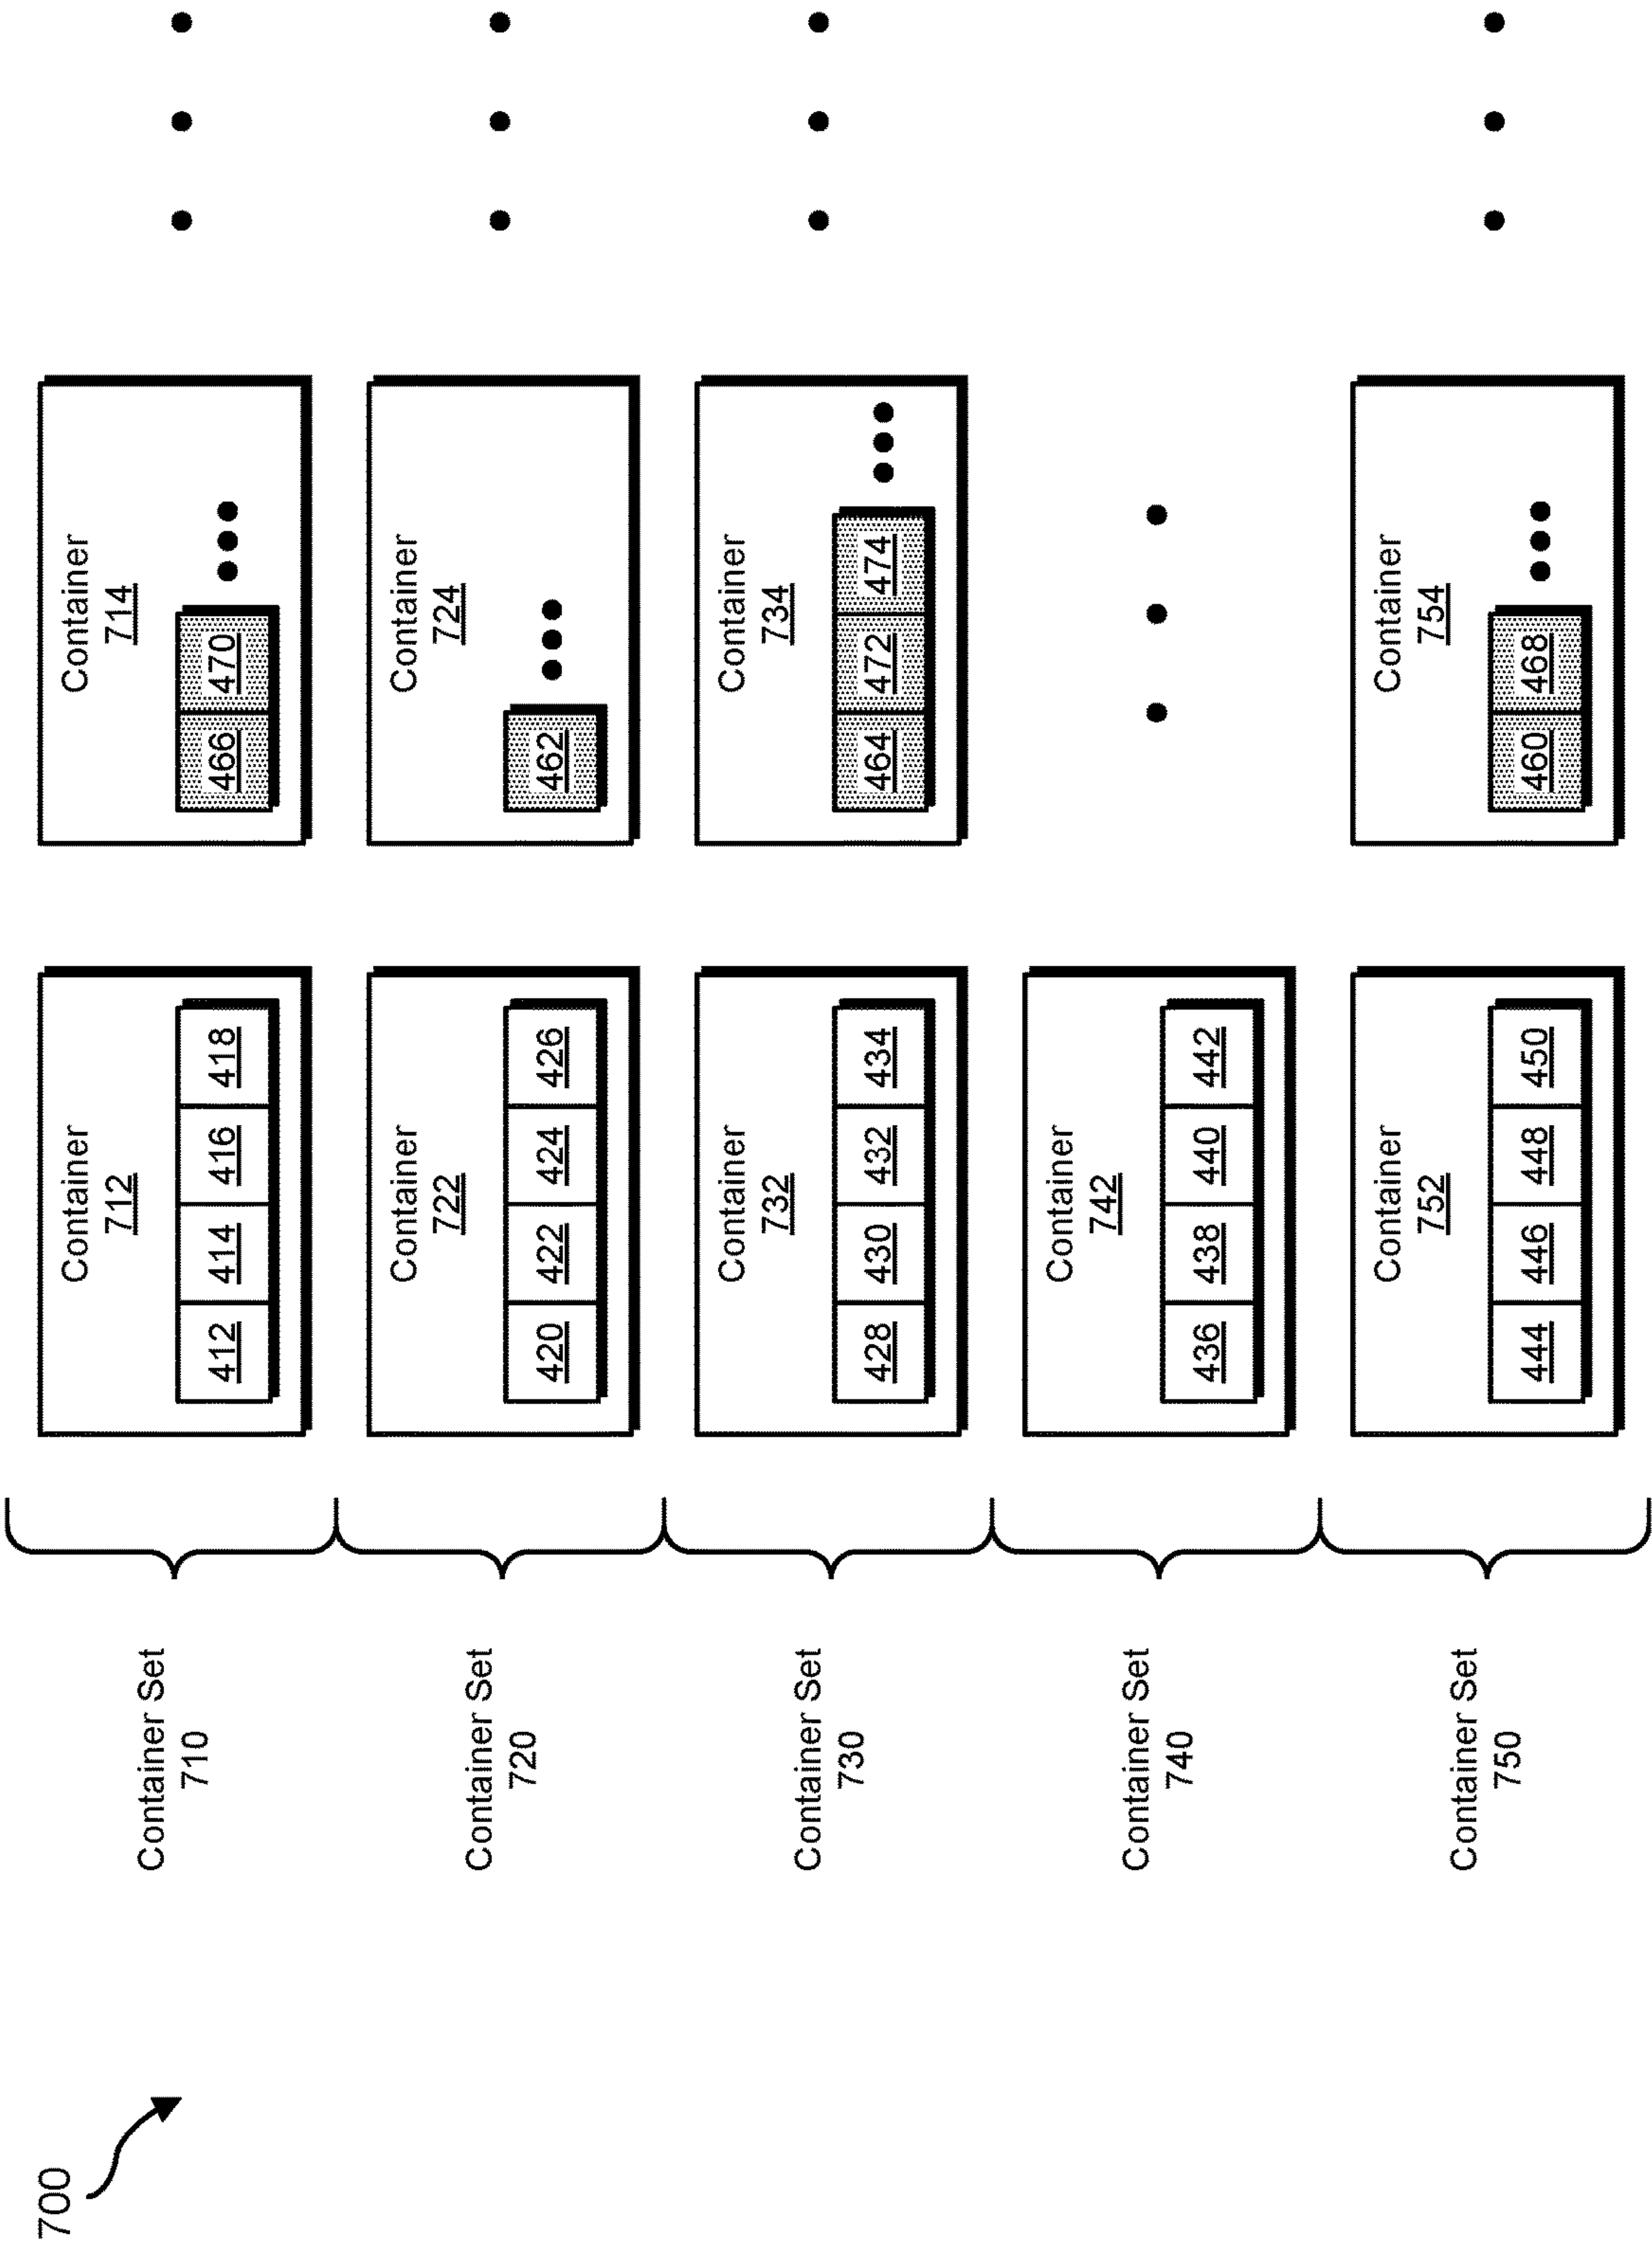 700
Container Set
710
Container
712
412 414 416 418
Container
714
466 470
Container Set
720
Container
722
420 422 424 426
Container
724
462
Container Set
730
Container
732
428 430 432 434
Container
734
464 472 474
Container Set
740
Container
742
436 438 440 442
Container Set
750
Container
752
444 446 448 450
Container
754
460 468